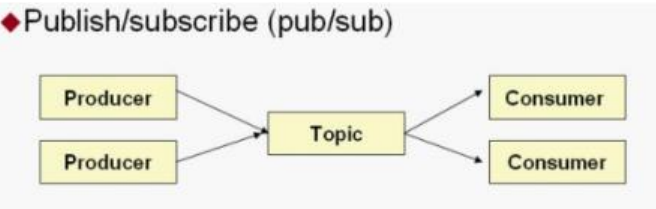 Publish/subscribe (pub/sub)
Producer
Consumer
Topic
Producer
Consumer